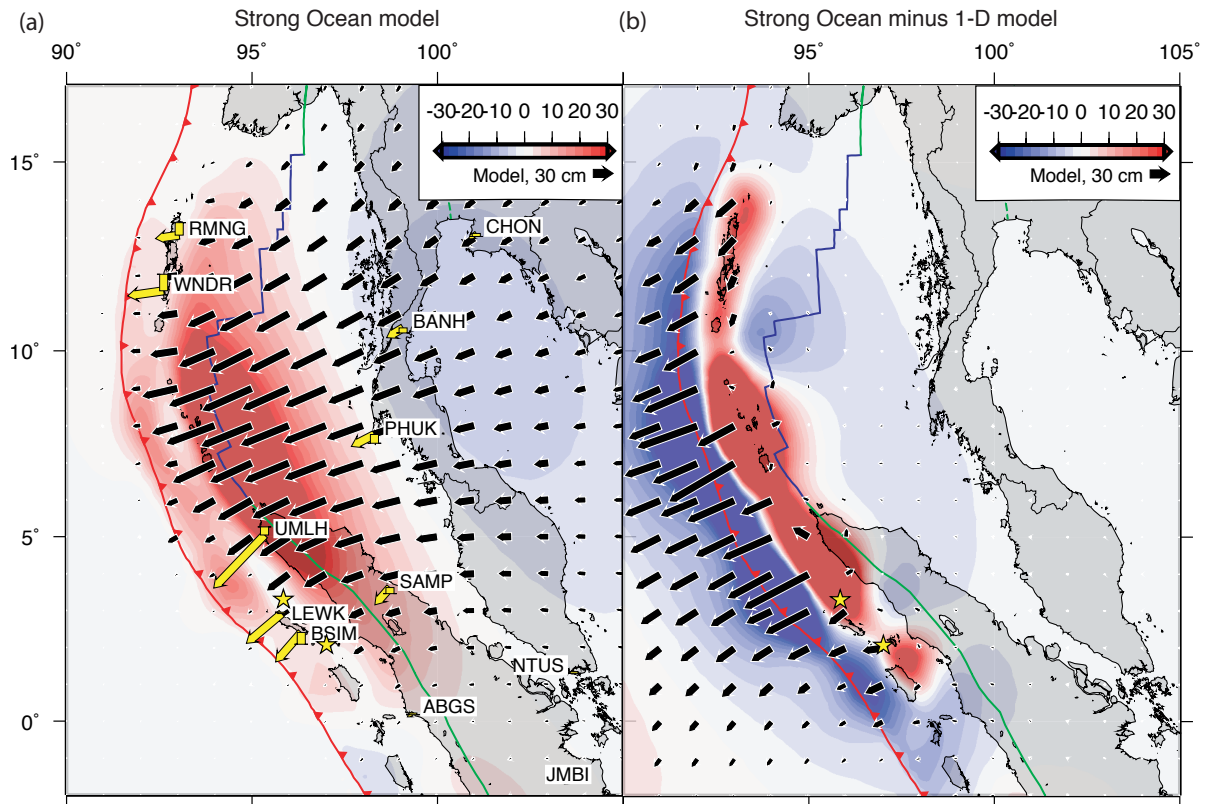 (a) Strong Ocean model
(b) Strong Ocean minus 1-D model
90˚ 95˚ 100˚ 95˚ 100˚ 105˚
-30-20-10 0 10 20 30
Model, 30 cm
-30-20-10 0 10 20 30
Model, 30 cm
15˚
10˚
5˚
0˚
RMNG
CHON
WNDR
BANH
PHUK
UMLH
SAMP
LEWK
BSIM
NTUS
ABGS
JMBI